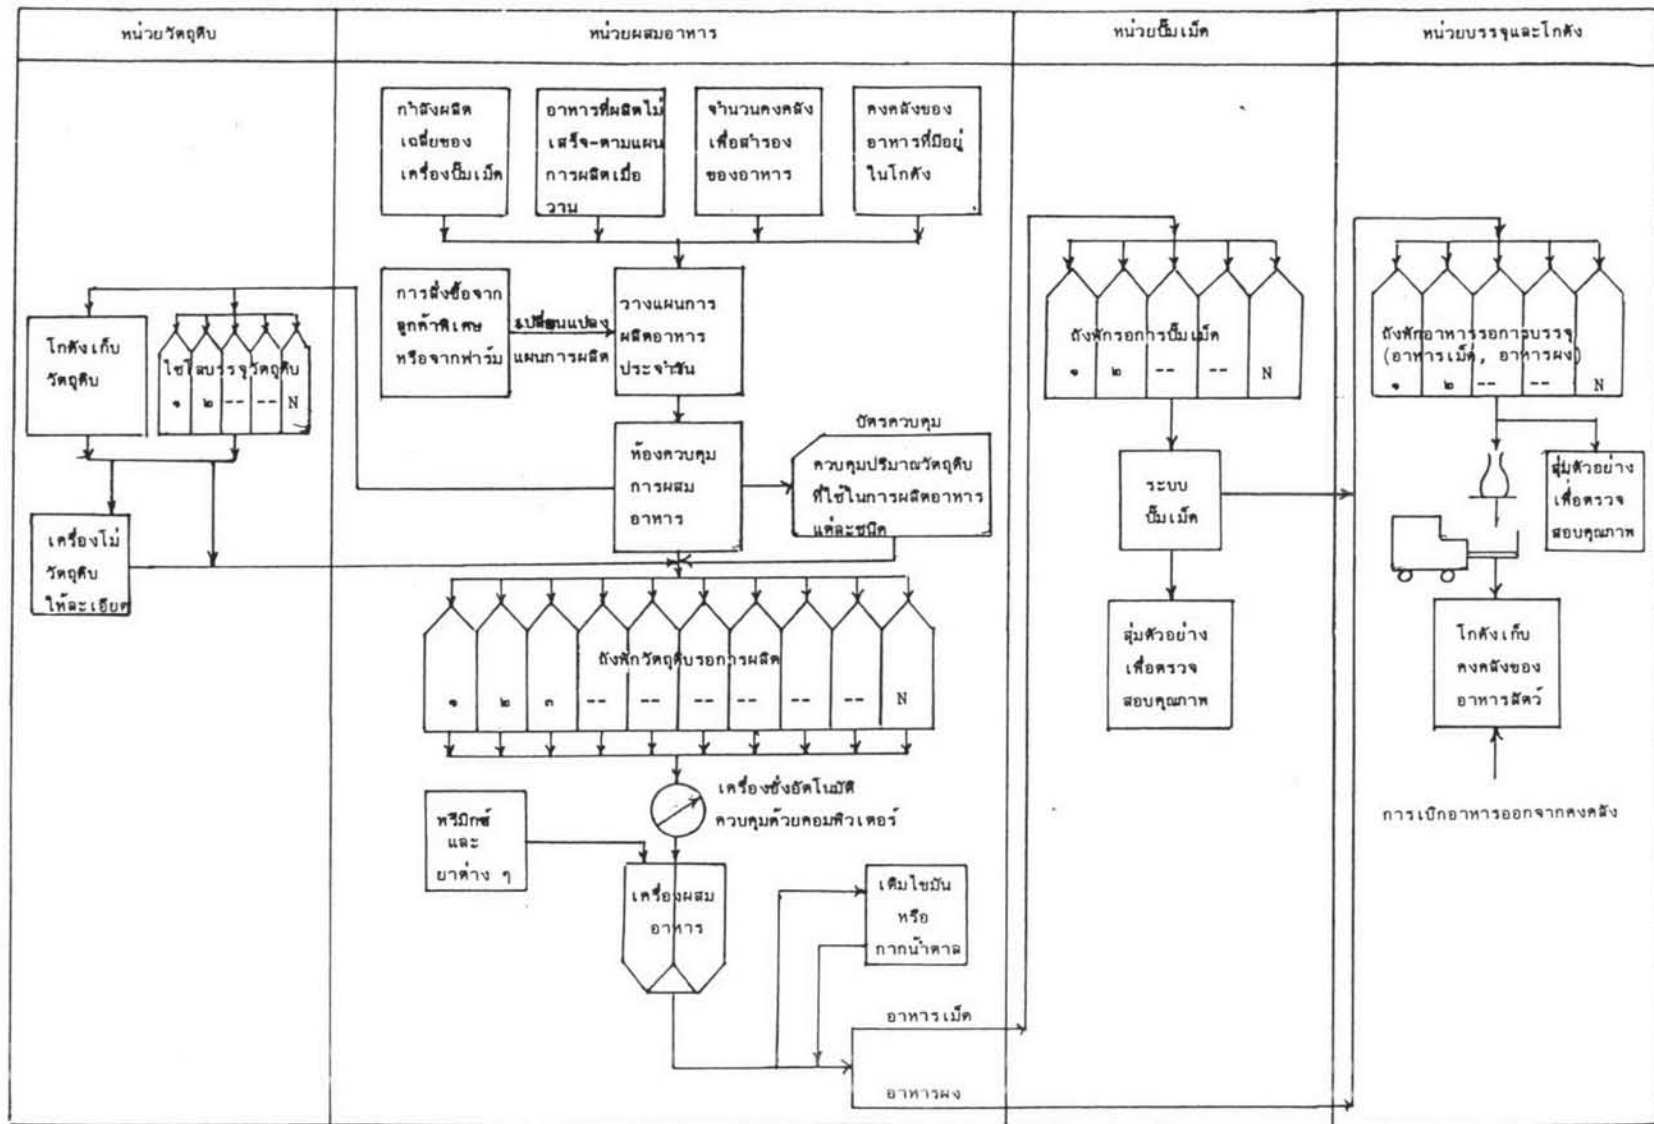 หน่วยวัตถุดิบ
หน่วยผสมอาหาร
หน่วยปั๊มเม็ด
หน่วยบรรจุและโกดัง
กำลังผลิต
เฉลี่ยของ
เครื่องปั๊มเม็ด
อาหารที่ผลิตไม่
เสร็จ-ตามแผน
การผลิตเมื่อ
วาน
จำนวนคงคลัง
เพื่อสำรอง
ของอาหาร
คงคลังของ
อาหารที่มีอยู่
ในโกดัง
การสั่งซื้อจาก
ลูกค้าพิเศษ
หรือจากฟาร์ม
เปลี่ยนแปลง
แผนการผลิต
วางแผนการ
ผลิตอาหาร
ประจำวัน
โกดังเก็บ
วัตถุดิบ
ไซโลบรรจุวัตถุดิบ
๑ ๒ -- -- N
ห้องควบคุม
การผสม
อาหาร
บัตรควบคุม
ควบคุมปริมาณวัตถุดิบ
ที่ใช้ในการผลิตอาหาร
แต่ละชนิด
เครื่องโม่
วัตถุดิบ
ให้ละเอียด
ถังพักวัตถุดิบรอการผลิต
๑ ๒ ๓ -- -- -- -- -- -- N
เครื่องชั่งอัตโนมัติ
ควบคุมด้วยคอมพิวเตอร์
พรีมิกซ์
และ
ยาต่าง ๆ
เครื่องผสม
อาหาร
เติมไขมัน
หรือ
กากน้ำตาล
อาหารเม็ด
อาหารผง
ถังพักรอการปั๊มเม็ด
๑ ๒ -- -- N
ระบบ
ปั๊มเม็ด
สุ่มตัวอย่าง
เพื่อตรวจ
สอบคุณภาพ
ถังพักอาหารรอการบรรจุ
(อาหารเม็ด, อาหารผง)
๑ ๒ -- -- N
สุ่มตัวอย่าง
เพื่อตรวจ
สอบคุณภาพ
โกดังเก็บ
คงคลังของ
อาหารสัตว์
การเบิกอาหารออกจากคงคลัง